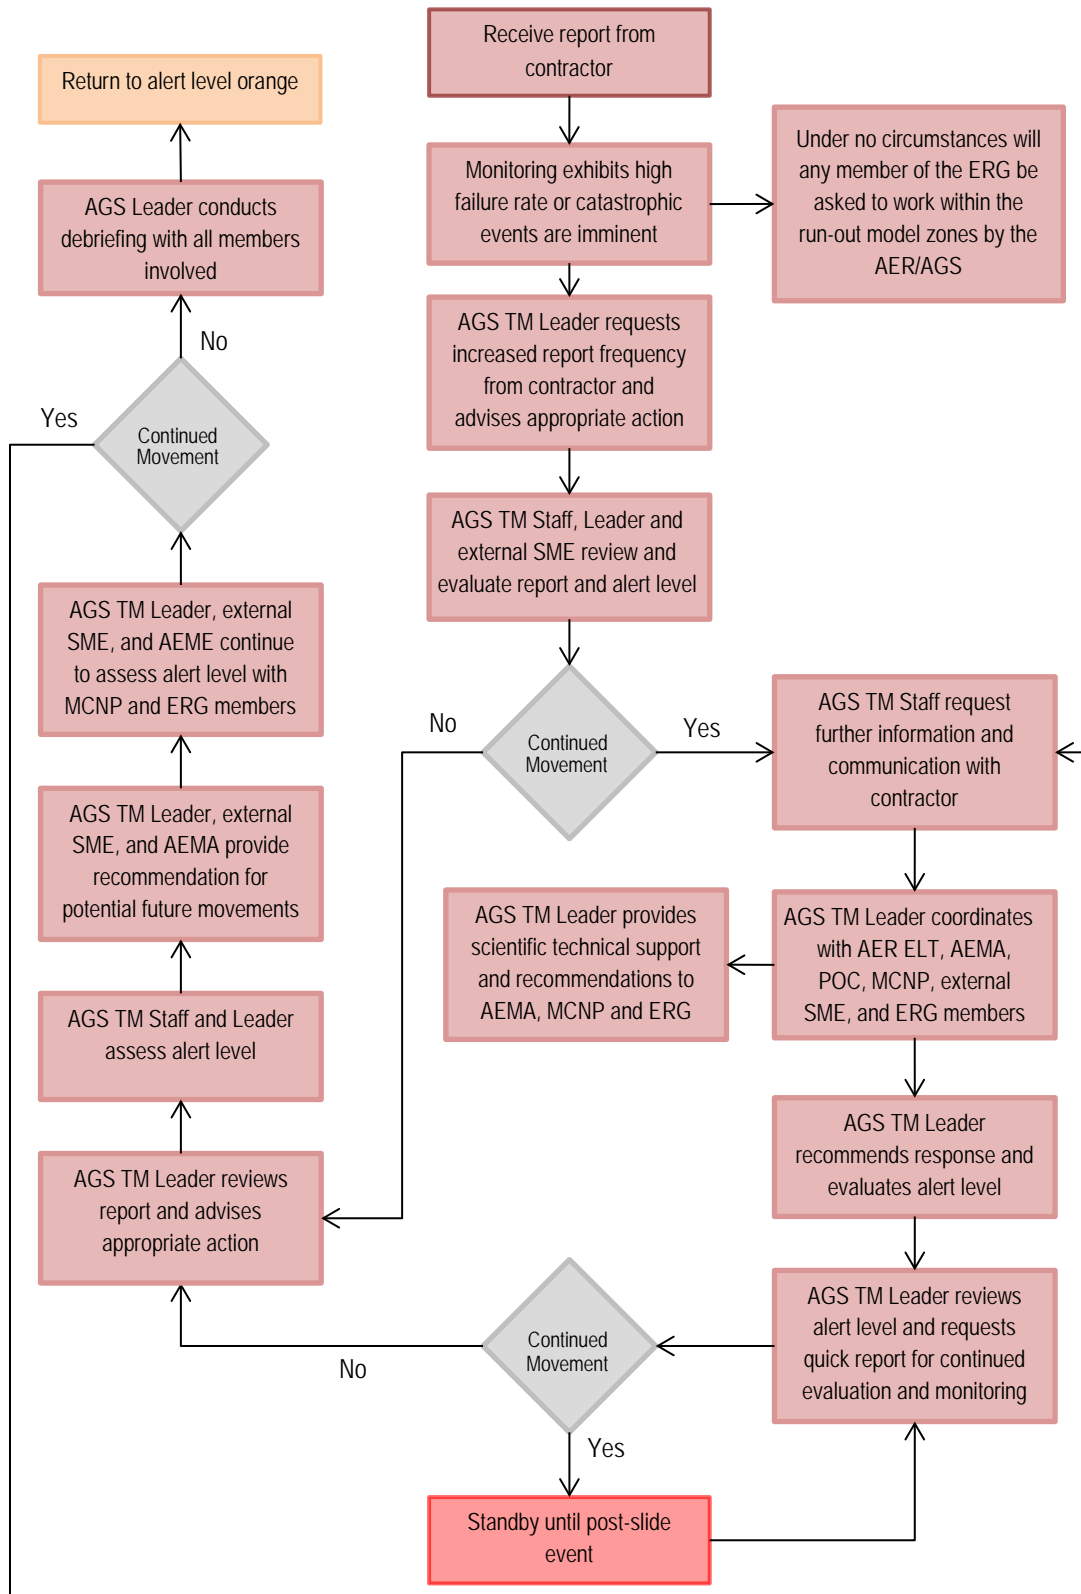 Receive report from
contractor
Return to alert level orange
Monitoring exhibits high
failure rate or catastrophic
events are imminent
Under no circumstances will
any member of the ERG be
asked to work within the
run-out model zones by the
AER/AGS
AGS Leader conducts
debriefing with all members
involved
AGS TM Leader requests
increased report frequency
from contractor and
advises appropriate action
No
Yes
Continued
Movement
AGS TM Staff, Leader and
external SME review and
evaluate report and alert level
AGS TM Leader, external
SME, and AEME continue
to assess alert level with
MCNP and ERG members
No
Continued
Movement
Yes
AGS TM Staff request
further information and
communication with
contractor
AGS TM Leader, external
SME, and AEMA provide
recommendation for
potential future movements
AGS TM Leader provides
scientific technical support
and recommendations to
AEMA, MCNP and ERG
AGS TM Leader coordinates
with AER ELT, AEMA,
POC, MCNP, external
SME, and ERG members
AGS TM Staff and Leader
assess alert level
AGS TM Leader
recommends response and
evaluates alert level
AGS TM Leader reviews
report and advises
appropriate action
AGS TM Leader reviews
alert level and requests
quick report for continued
evaluation and monitoring
Continued
Movement
No
Yes
Standby until post-slide
event